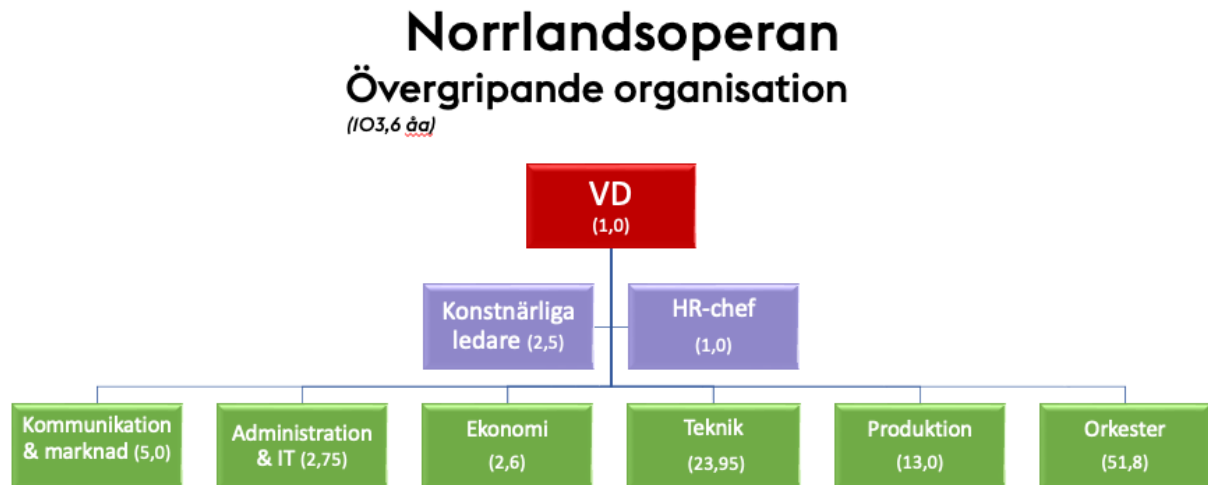 Norrlandsoperan
Övergripande organisation
(103,6 åa)
VD
(1,0)
Konstnärliga
ledare (2,5)
HR-chef
(1,0)
Kommunikation
& marknad (5,0)
Administration
& IT (2,75)
Ekonomi
(2,6)
Teknik
(23,95)
Produktion
(13,0)
Orkester
(51,8)